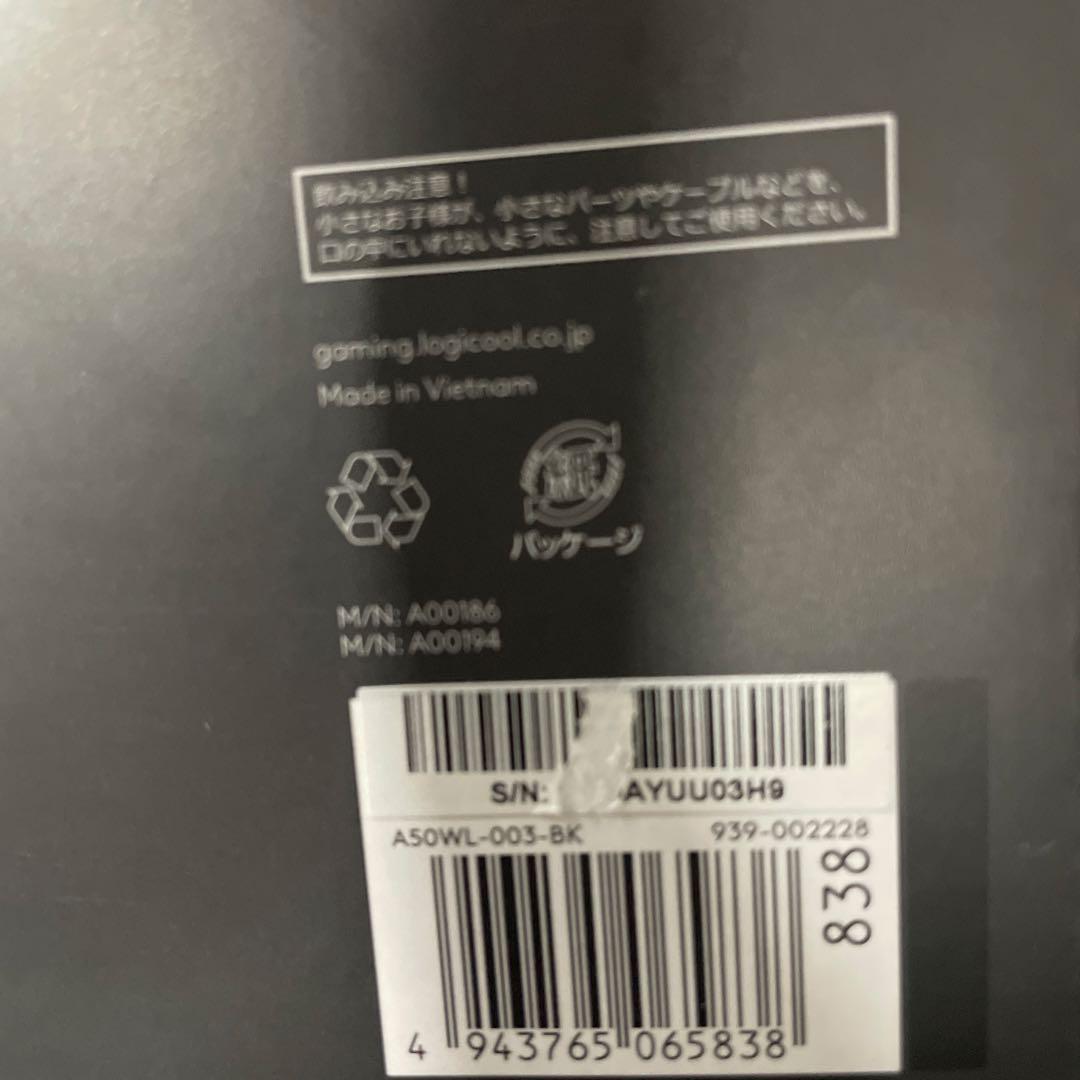 飲み込み注意！
小さなお子様が、小さなパーツやケーブルなどを、
口の中にいれないように、注意してご使用ください。
gaming.logicool.co.jp
Made in Vietnam
パッケージ
M/N: A00186
M/N: A00194
S/N: AYUU03H9
A50WL-003-BK 939-002228
838
4 943765 065838